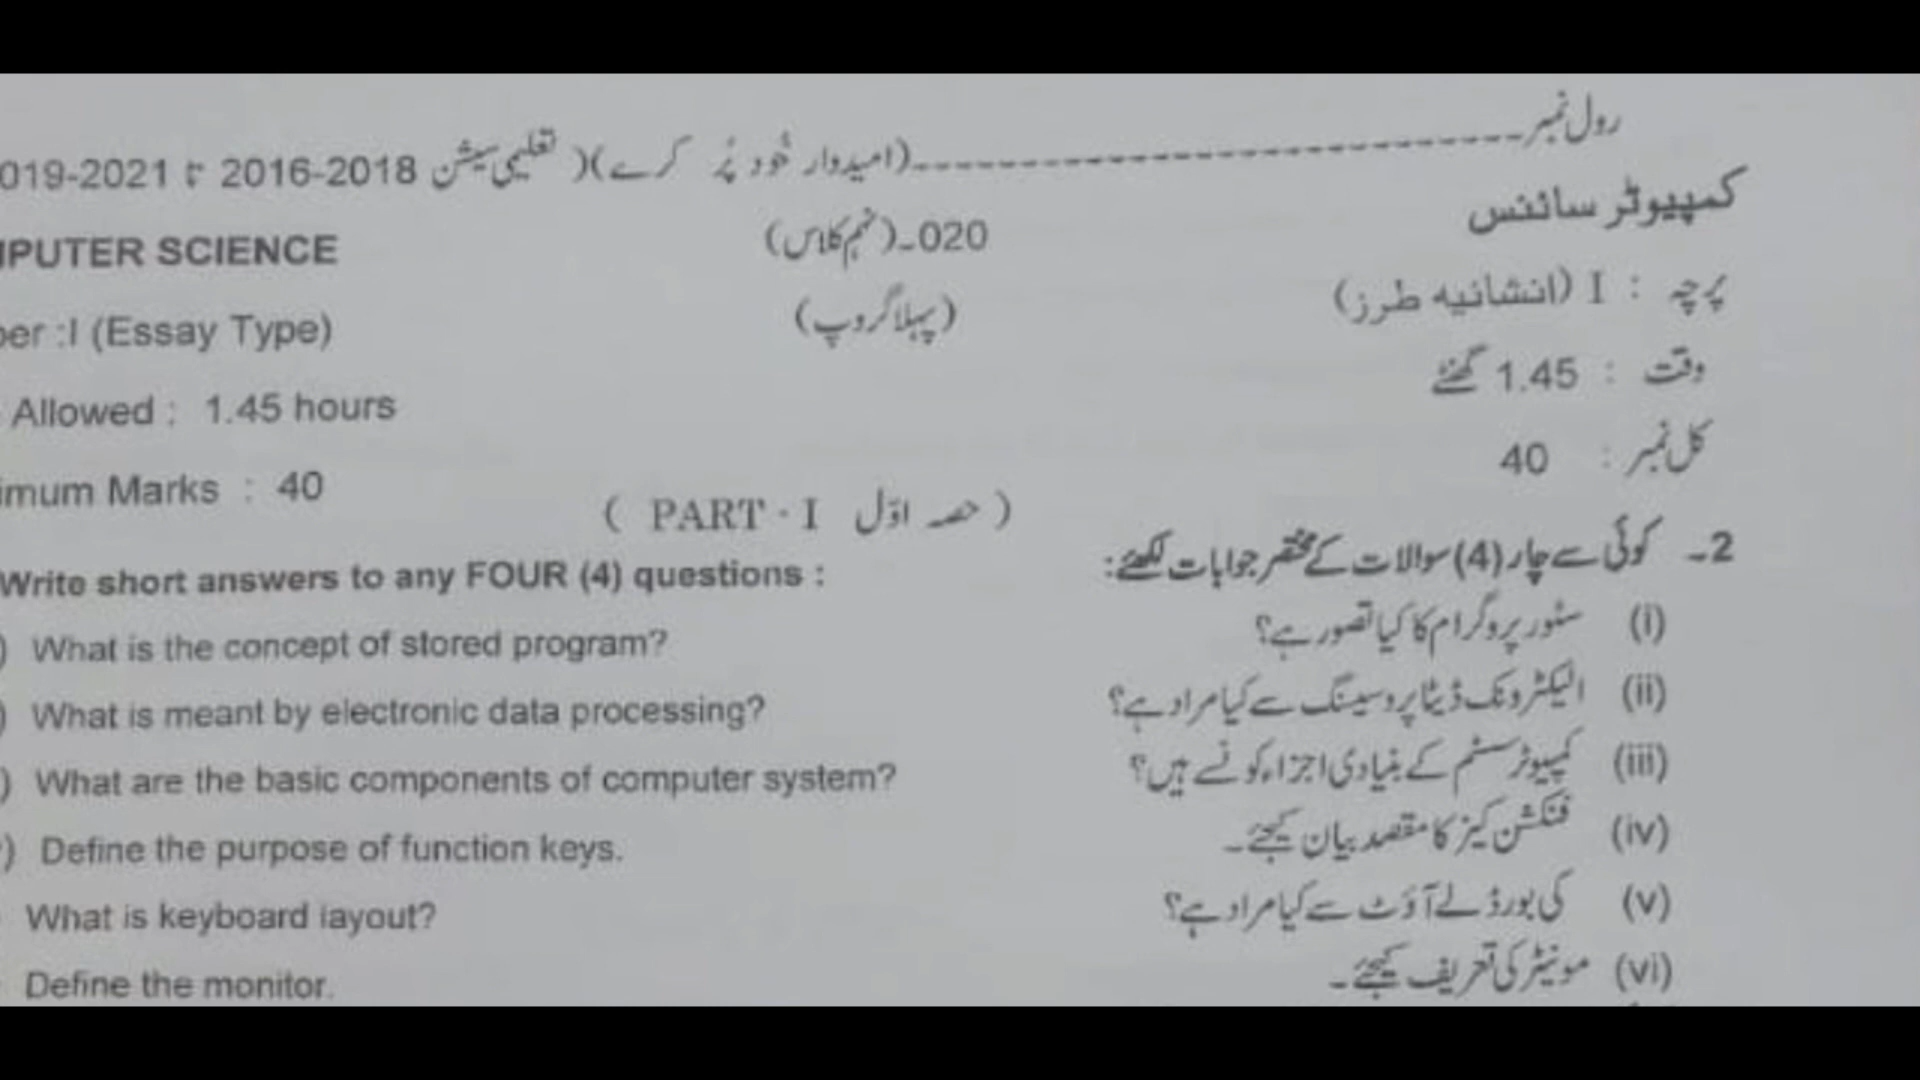 رول نمبر ------------------------------ (امیدوار خود پُر کرے) ( تعلیمی سیشن 2016-2018 تا 019-2021
کمپیوٹر سائنس 020۔(نہم کلاس) PUTER SCIENCE
پرچہ : I (انشائیہ طرز) (پہلا گروپ) er :I (Essay Type)
وقت : 1.45 گھنٹے Allowed : 1.45 hours
کل نمبر : 40 imum Marks : 40
( حصہ اوّل PART - I )
2۔ کوئی سے چار (4) سوالات کے مختصر جوابات لکھئے : Write short answers to any FOUR (4) questions :
(i) سٹور پروگرام کا کیا تصور ہے؟ ) What is the concept of stored program?
(ii) الیکٹرونک ڈیٹا پروسیسنگ سے کیا مراد ہے؟ ) What is meant by electronic data processing?
(iii) کمپیوٹر سسٹم کے بنیادی اجزاء کونسے ہیں؟ ) What are the basic components of computer system?
(iv) فنکشن کیز کا مقصد بیان کیجئے۔ ) Define the purpose of function keys.
(v) کی بورڈ لے آؤٹ سے کیا مراد ہے؟ What is keyboard layout?
(vi) مونیٹر کی تعریف کیجئے۔ Define the monitor.